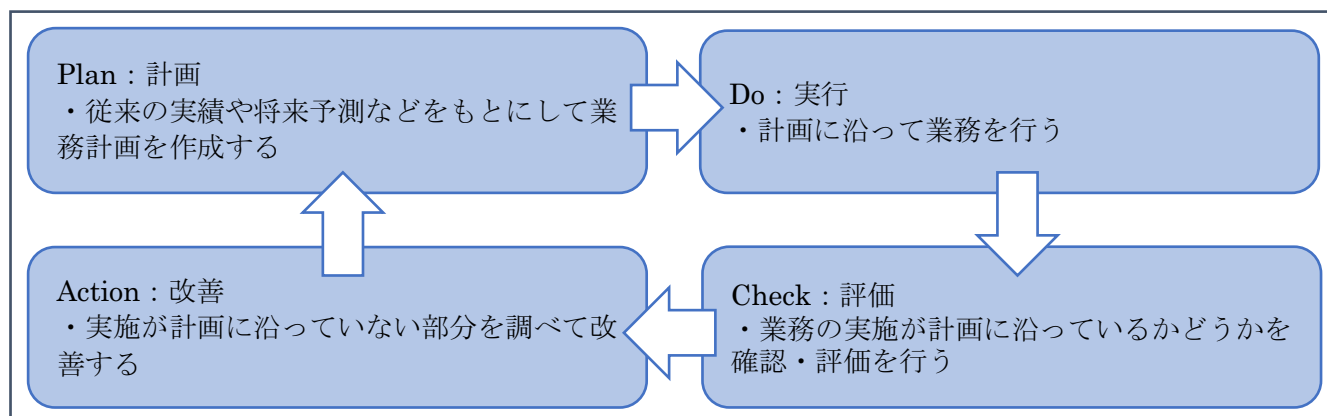 Plan：計画
・従来の実績や将来予測などをもとにして業
務計画を作成する
Do：実行
・計画に沿って業務を行う
Action：改善
・実施が計画に沿っていない部分を調べて改
善する
Check：評価
・業務の実施が計画に沿っているかどうかを
確認・評価を行う